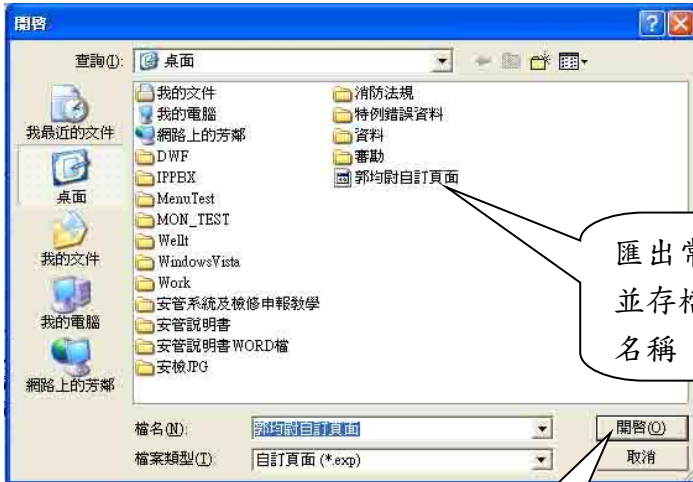 開啓
查詢(I):
桌面
我最近的文件
桌面
我的文件
我的電腦
網路上的芳鄰
我的文件
我的電腦
網路上的芳鄰
DWF
IPPBX
MenuTest
MON_TEST
Wellt
WindowsVista
Work
安管系統及檢修申報教學
安管說明書
安管說明書WORD檔
安檢JPG
消防法規
特例錯誤資料
資料
審勘
郭均尉自訂頁面
匯出常
並存檔
名稱
檔名(N):
郭均尉自訂頁面
開啓(O)
檔案類型(T):
自訂頁面 (*.exp)
取消